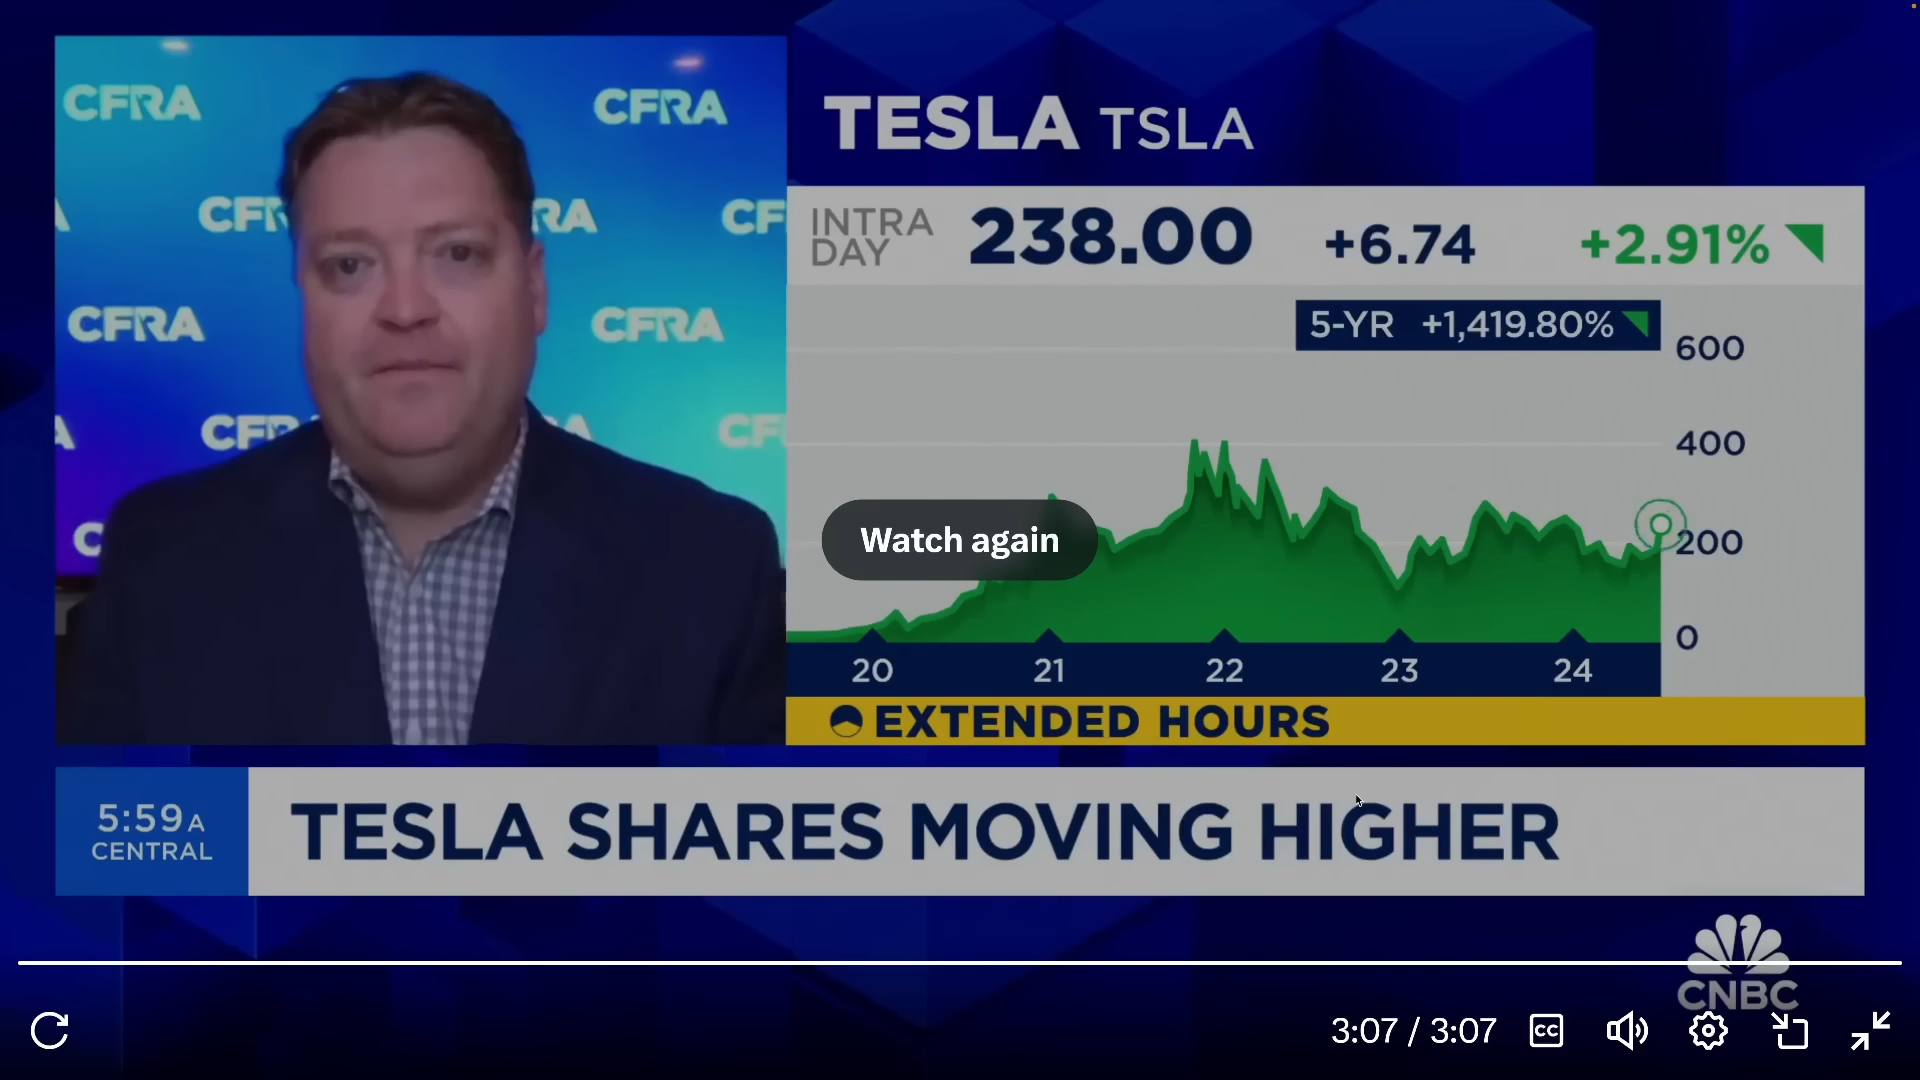 CFRA
CFRA
CFRA
CFRA
TESLA TSLA
INTRA
DAY
238.00 +6.74 +2.91%
5-YR +1,419.80%
600
400
200
0
Watch again
20 21 22 23 24
EXTENDED HOURS
5:59A
CENTRAL
TESLA SHARES MOVING HIGHER
CNBC
3:07 / 3:07
CC